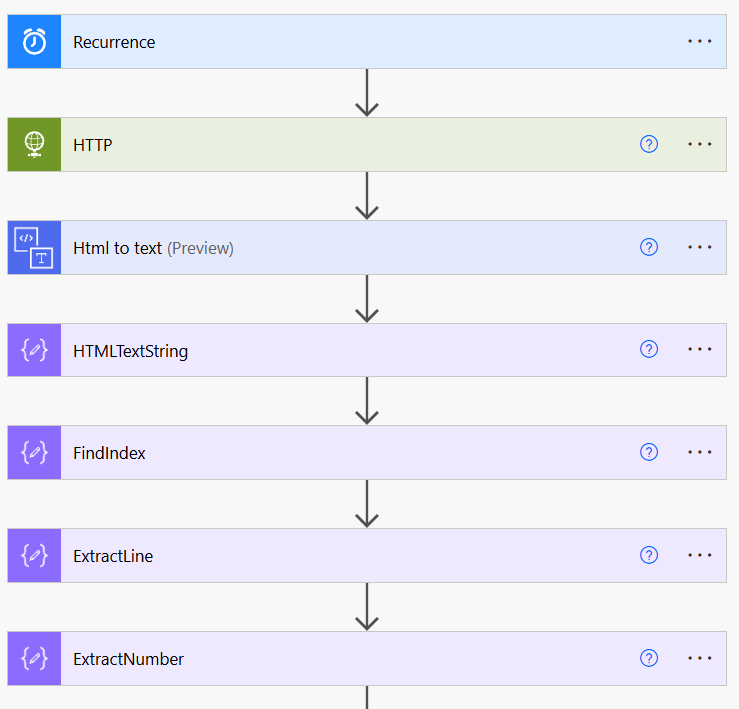 Recurrence
HTTP
Html to text (Preview)
HTMLTextString
FindIndex
ExtractLine
ExtractNumber